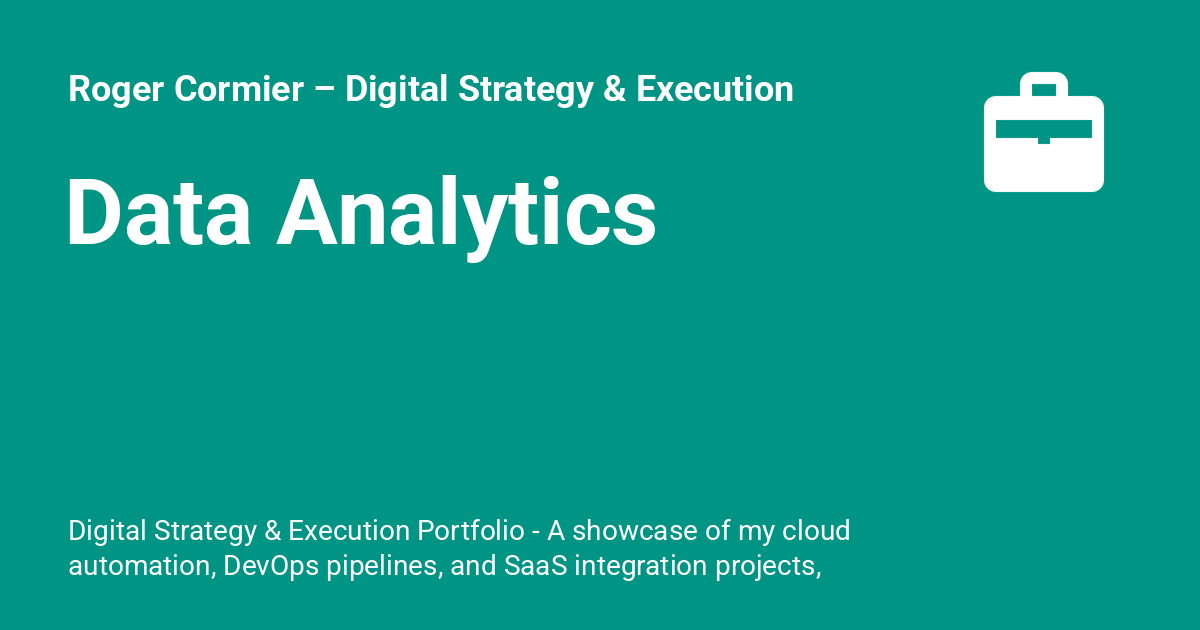 Roger Cormier – Digital Strategy & Execution
Data Analytics
Digital Strategy & Execution Portfolio - A showcase of my cloud
automation, DevOps pipelines, and SaaS integration projects,